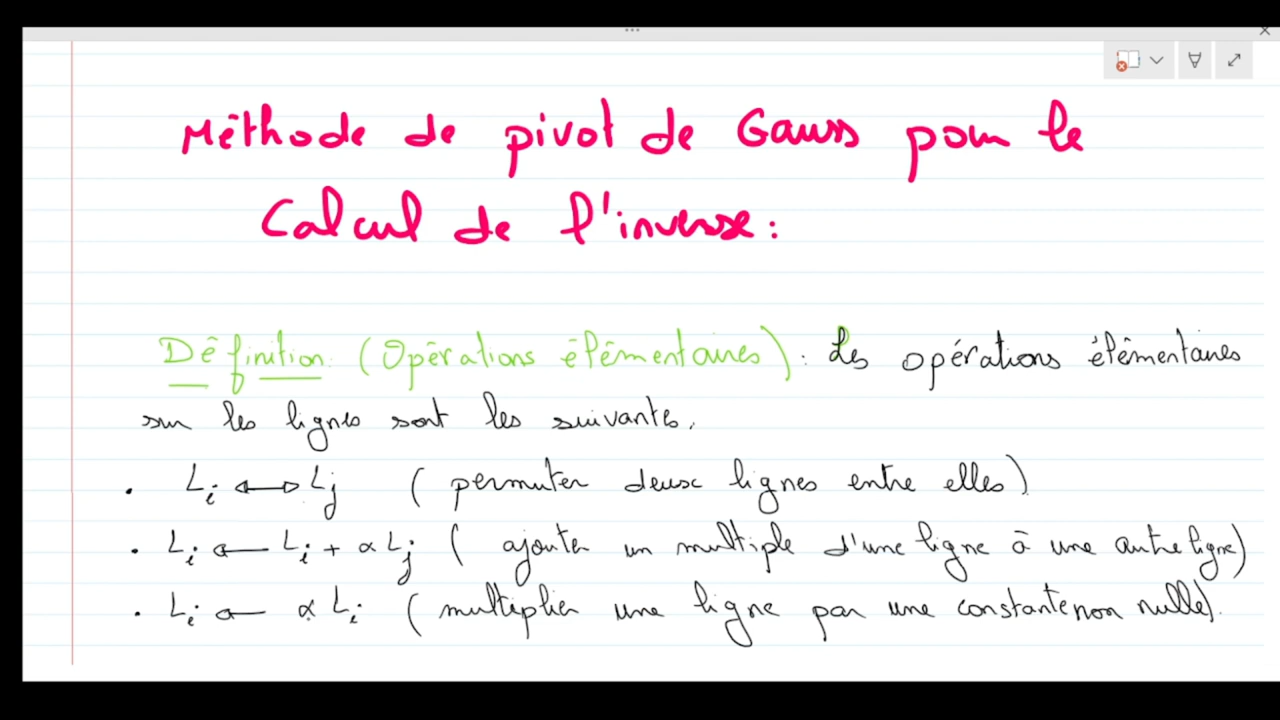 Méthode de pivot de Gauss pour le
Calcul de l'inverse :
Définition : (Opérations élémentaires) : Les opérations élémentaires
sur les lignes sont les suivantes.
• Li ↔ Lj ( permuter deux lignes entre elles).
• Li ← Li + α Lj ( ajouter un multiple d'une ligne à une autre ligne)
• Li ← α Li ( multiplier une ligne par une constante non nulle).